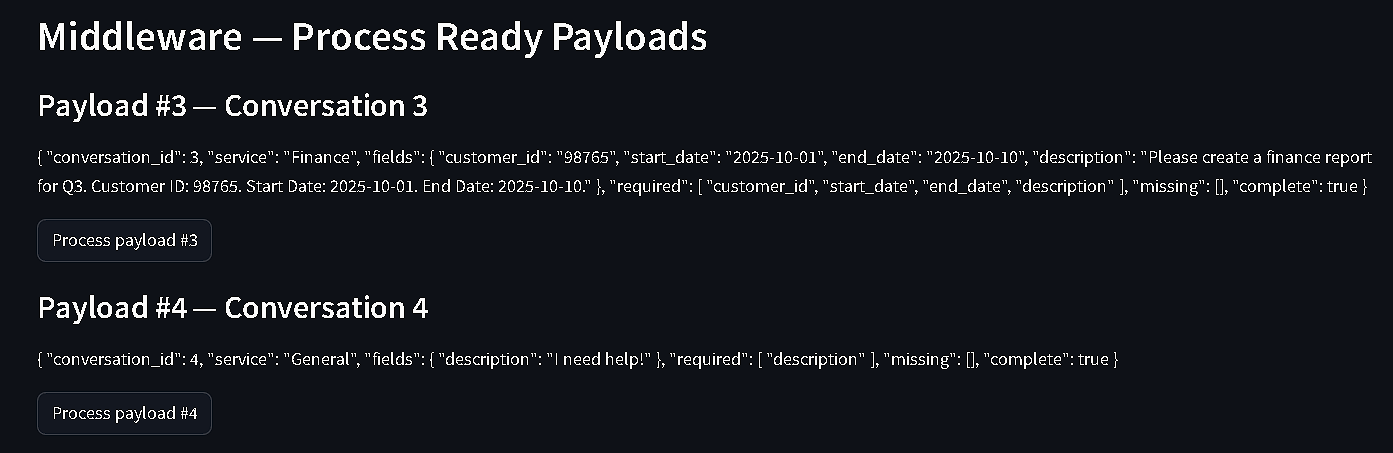 Middleware — Process Ready Payloads
Payload #3 — Conversation 3
{ "conversation_id": 3, "service": "Finance", "fields": { "customer_id": "98765", "start_date": "2025-10-01", "end_date": "2025-10-10", "description": "Please create a finance report
for Q3. Customer ID: 98765. Start Date: 2025-10-01. End Date: 2025-10-10." }, "required": [ "customer_id", "start_date", "end_date", "description" ], "missing": [], "complete": true }
Process payload #3
Payload #4 — Conversation 4
{ "conversation_id": 4, "service": "General", "fields": { "description": "I need help!" }, "required": [ "description" ], "missing": [], "complete": true }
Process payload #4